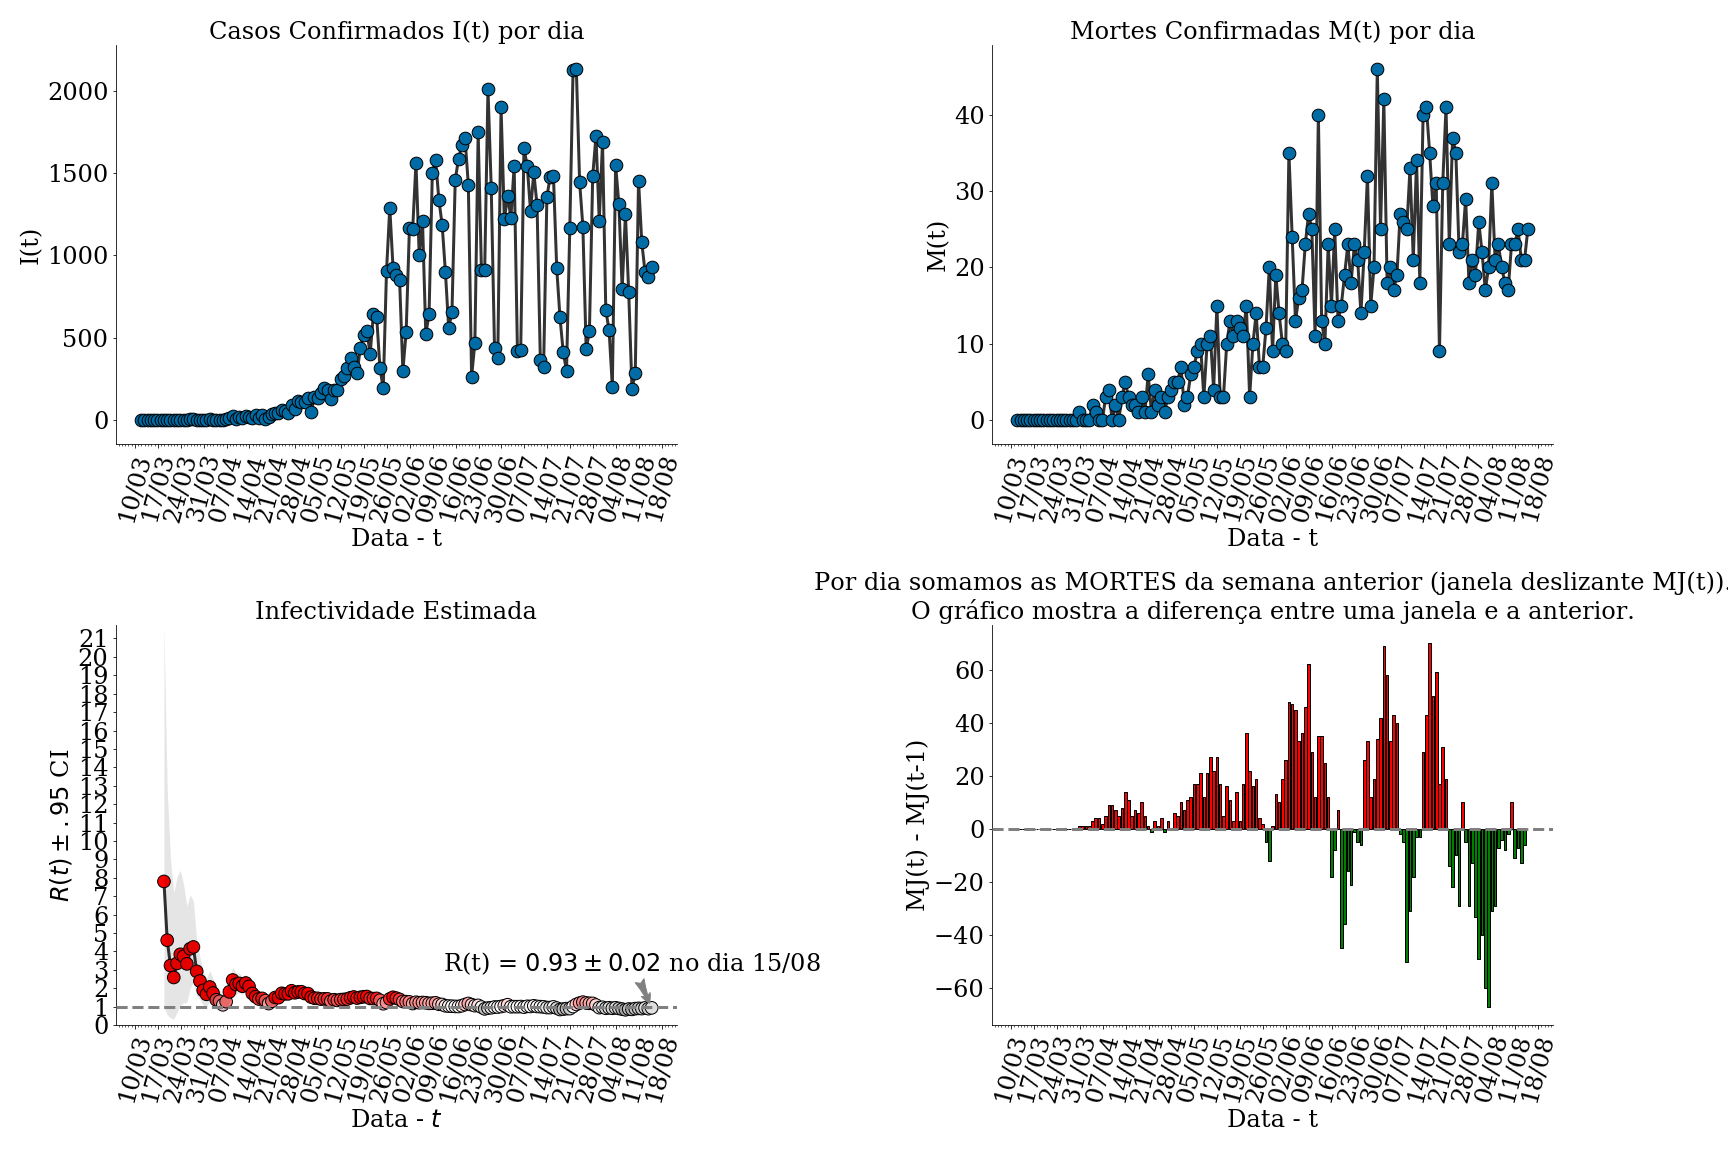 Casos Confirmados I(t) por dia
I(t)
2000
1500
1000
500
0
10/03 17/03 24/03 31/03 07/04 14/04 21/04 28/04 05/05 12/05 19/05 26/05 02/06 09/06 16/06 23/06 30/06 07/07 14/07 21/07 28/07 04/08 11/08 18/08
Data - t
Mortes Confirmadas M(t) por dia
M(t)
40
30
20
10
0
10/03 17/03 24/03 31/03 07/04 14/04 21/04 28/04 05/05 12/05 19/05 26/05 02/06 09/06 16/06 23/06 30/06 07/07 14/07 21/07 28/07 04/08 11/08 18/08
Data - t
Infectividade Estimada
R(t) ± .95 CI
21
20
19
18
17
16
15
14
13
12
11
10
9
8
7
6
5
4
3
2
1
0
R(t) = 0.93 ± 0.02 no dia 15/08
10/03 17/03 24/03 31/03 07/04 14/04 21/04 28/04 05/05 12/05 19/05 26/05 02/06 09/06 16/06 23/06 30/06 07/07 14/07 21/07 28/07 04/08 11/08 18/08
Data - t
Por dia somamos as MORTES da semana anterior (janela deslizante MJ(t)).
O gráfico mostra a diferença entre uma janela e a anterior.
MJ(t) - MJ(t-1)
60
40
20
0
−20
−40
−60
10/03 17/03 24/03 31/03 07/04 14/04 21/04 28/04 05/05 12/05 19/05 26/05 02/06 09/06 16/06 23/06 30/06 07/07 14/07 21/07 28/07 04/08 11/08 18/08
Data - t